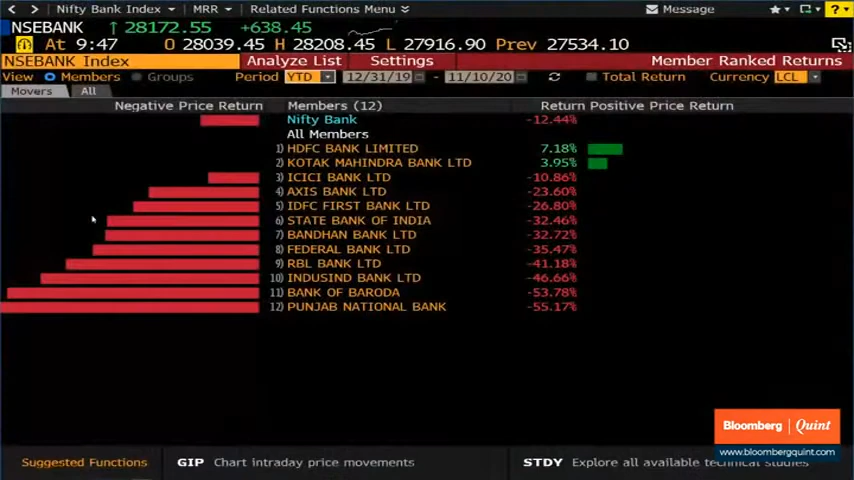 < > Nifty Bank Index MRR Related Functions Menu Message
NSEBANK ↑ 28172.55 +638.45
At 9:47 O 28039.45 H 28208.45 L 27916.90 Prev 27534.10
NSEBANK Index Analyze List Settings Member Ranked Returns
View Members Groups Period YTD 12/31/19 - 11/10/20 Total Return Currency LCL
Movers All
Negative Price Return Members (12) Return Positive Price Return
Nifty Bank -12.44%
All Members
1) HDFC BANK LIMITED 7.18%
2) KOTAK MAHINDRA BANK LTD 3.95%
3) ICICI BANK LTD -10.86%
4) AXIS BANK LTD -23.60%
5) IDFC FIRST BANK LTD -26.80%
6) STATE BANK OF INDIA -32.46%
7) BANDHAN BANK LTD -32.72%
8) FEDERAL BANK LTD -35.47%
9) RBL BANK LTD -41.18%
10) INDUSIND BANK LTD -46.66%
11) BANK OF BARODA -53.78%
12) PUNJAB NATIONAL BANK -55.17%
Bloomberg | Quint
www.bloombergquint.com
Suggested Functions GIP Chart intraday price movements STDY Explore all available technical studies